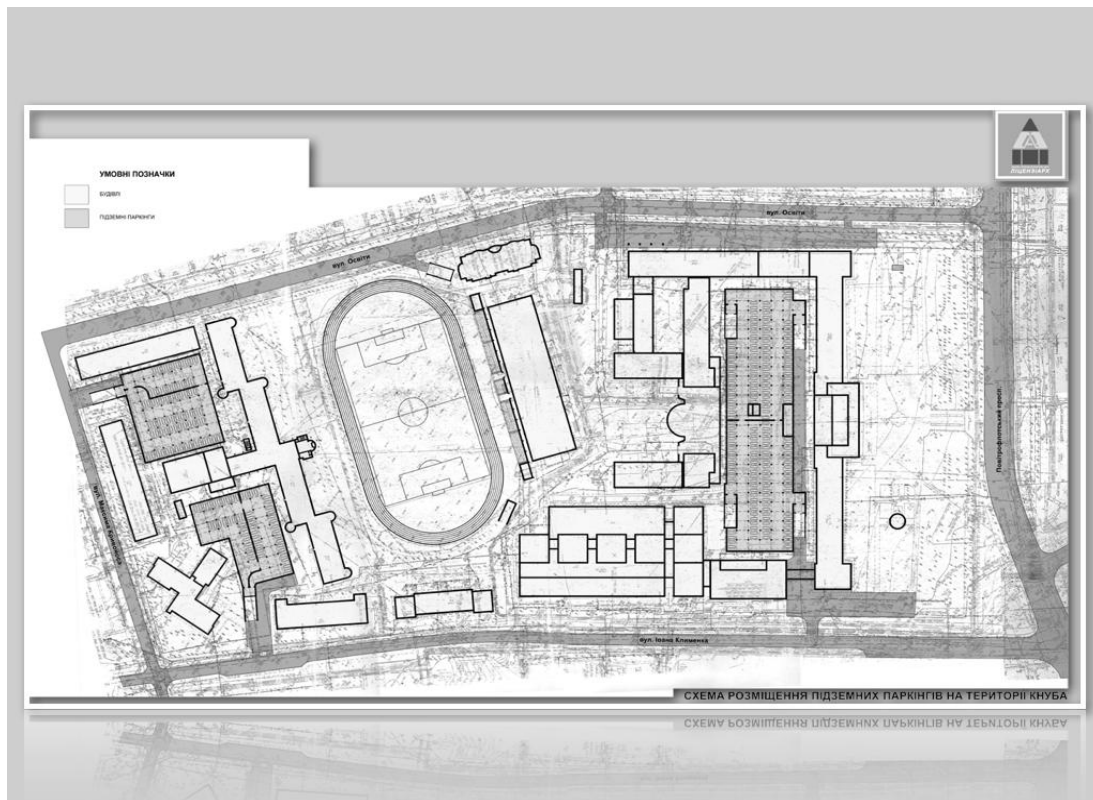 ЛІЦЕНЗІАРХ
УМОВНІ ПОЗНАЧКИ
БУДІВЛІ
ПІДЗЕМНІ ПАРКІНГИ
вул. Освіти
вул. Освіти
Повітрофлотський просп.
вул. Івана Клименка
СХЕМА РОЗМІЩЕННЯ ПІДЗЕМНИХ ПАРКІНГІВ НА ТЕРИТОРІЇ КНУБА